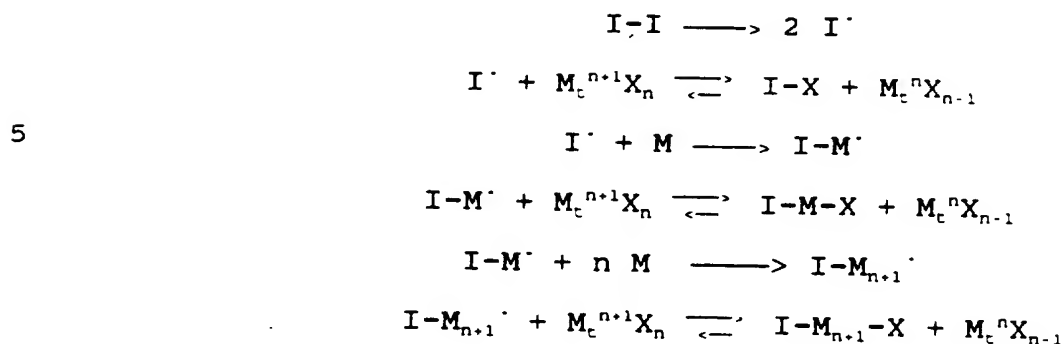 I-I ⟶ 2 I˙
I˙ + Mₜⁿ⁺¹Xₙ ⇌ I-X + MₜⁿXₙ₋₁
5
I˙ + M ⟶ I-M˙
I-M˙ + Mₜⁿ⁺¹Xₙ ⇌ I-M-X + MₜⁿXₙ₋₁
I-M˙ + n M ⟶ I-Mₙ₊₁˙
I-Mₙ₊₁˙ + Mₜⁿ⁺¹Xₙ ⇌ I-Mₙ₊₁-X + MₜⁿXₙ₋₁